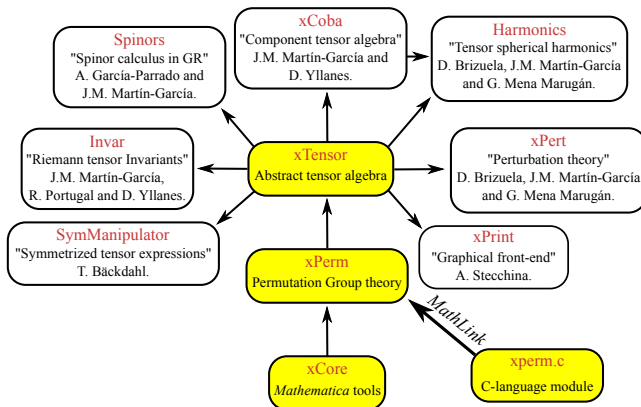 Spinors
"Spinor calculus in GR"
A. García-Parrado and
J.M. Martín-García.
xCoba
"Component tensor algebra"
J.M. Martín-García and
D. Yllanes.
Harmonics
"Tensor spherical harmonics"
D. Brizuela, J.M. Martín-García
and G. Mena Marugán.
Invar
"Riemann tensor Invariants"
J.M. Martín-García,
R. Portugal and D. Yllanes.
xTensor
Abstract tensor algebra
xPert
"Perturbation theory"
D. Brizuela, J.M. Martín-García
and G. Mena Marugán.
SymManipulator
"Symmetrized tensor expressions"
T. Bäckdahl.
xPerm
Permutation Group theory
xPrint
"Graphical front-end"
A. Stecchina.
MathLink
xCore
Mathematica tools
xperm.c
C-language module